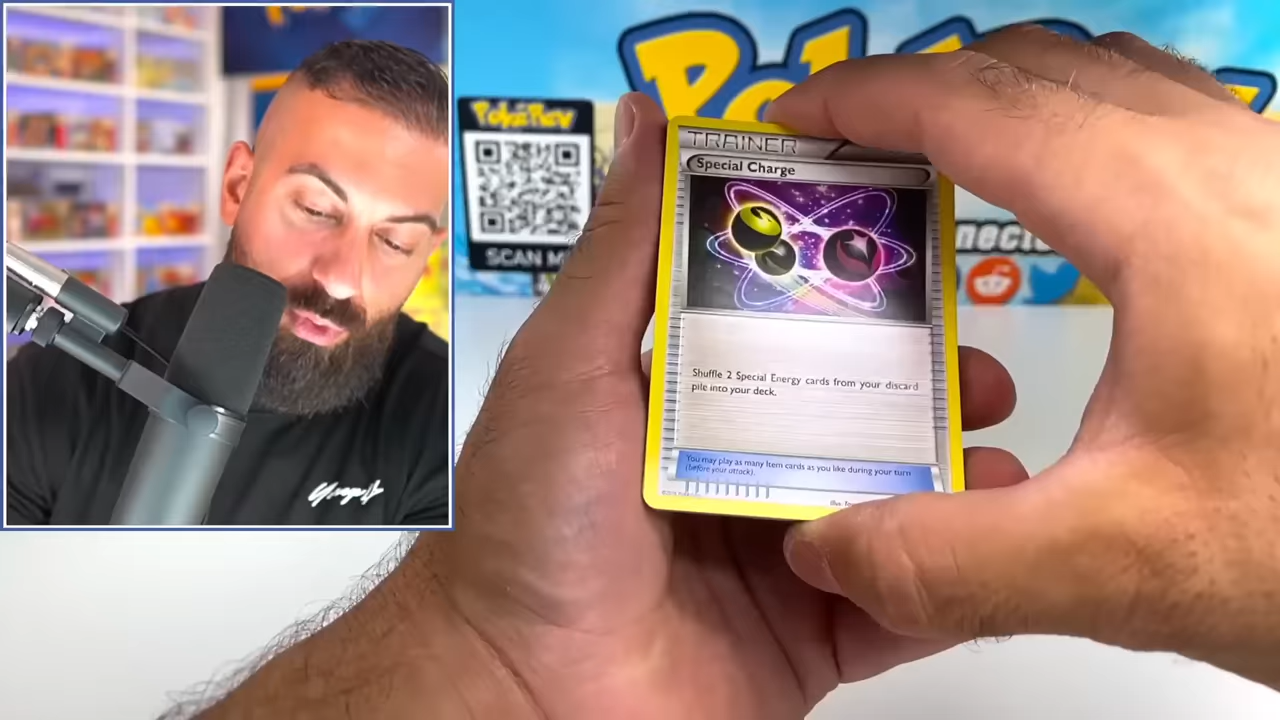 PokéRev
SCAN M
TRAINER
Special Charge
Shuffle 2 Special Energy cards from your discard
pile into your deck.
You may play as many Item cards as you like during your turn
(before your attack).
Illus.